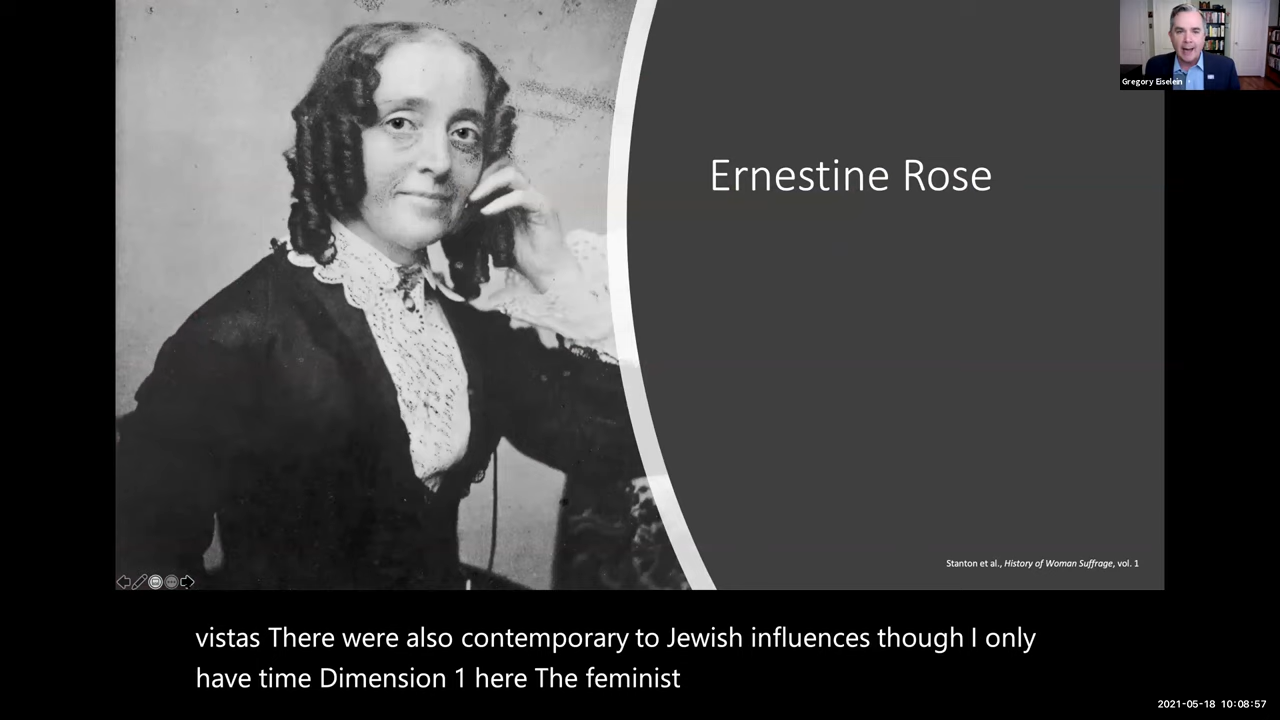 Gregory Eiselein
Ernestine Rose
Stanton et al., History of Woman Suffrage, vol. 1
vistas There were also contemporary to Jewish influences though I only
have time Dimension 1 here The feminist
2021-05-18 10:08:57